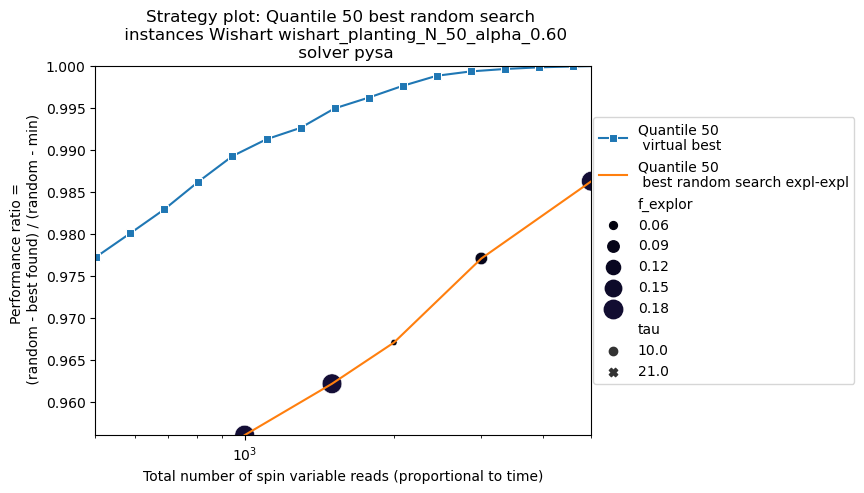 Strategy plot: Quantile 50 best random search
instances Wishart wishart_planting_N_50_alpha_0.60
solver pysa
Performance ratio =
(random - best found) / (random - min)
1.000
0.995
0.990
0.985
0.980
0.975
0.970
0.965
0.960
10^3
Total number of spin variable reads (proportional to time)
Quantile 50
virtual best
Quantile 50
best random search expl-expl
f_explor
0.06
0.09
0.12
0.15
0.18
tau
10.0
21.0